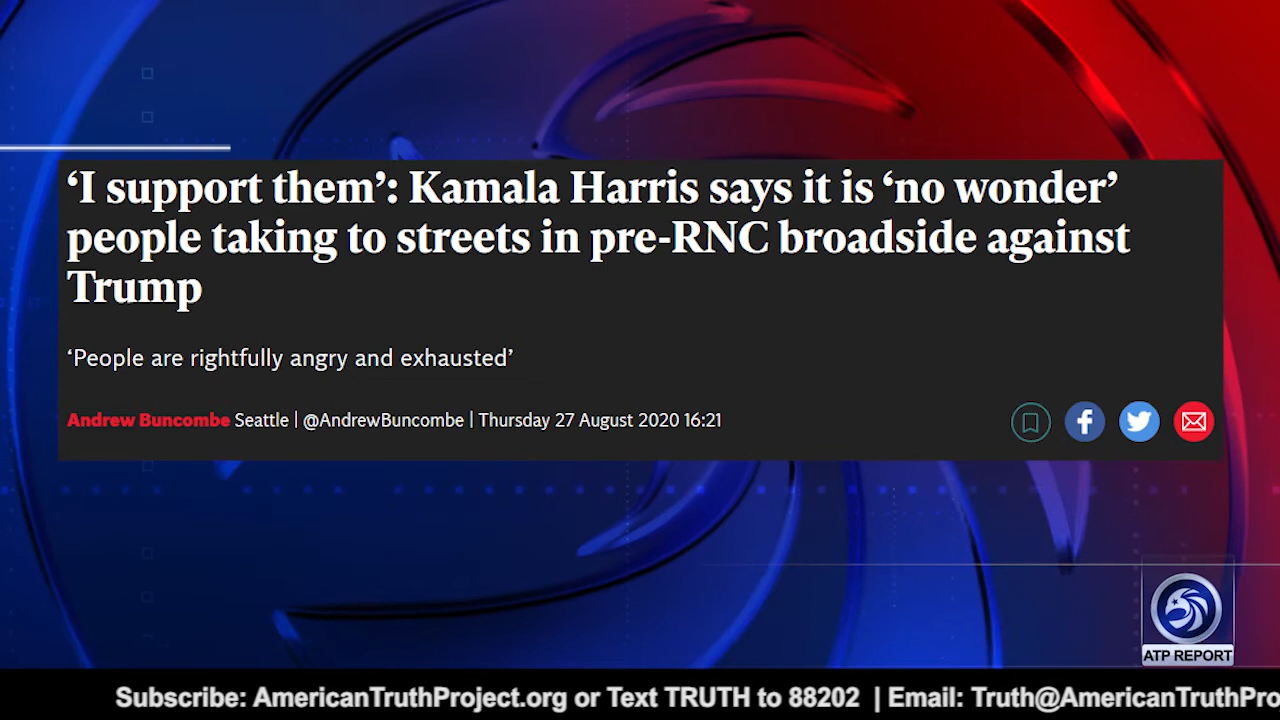 ‘I support them’: Kamala Harris says it is ‘no wonder’
people taking to streets in pre-RNC broadside against
Trump
‘People are rightfully angry and exhausted’
Andrew Buncombe Seattle | @AndrewBuncombe | Thursday 27 August 2020 16:21
ATP REPORT
Subscribe: AmericanTruthProject.org or Text TRUTH to 88202 | Email: Truth@AmericanTruthPro